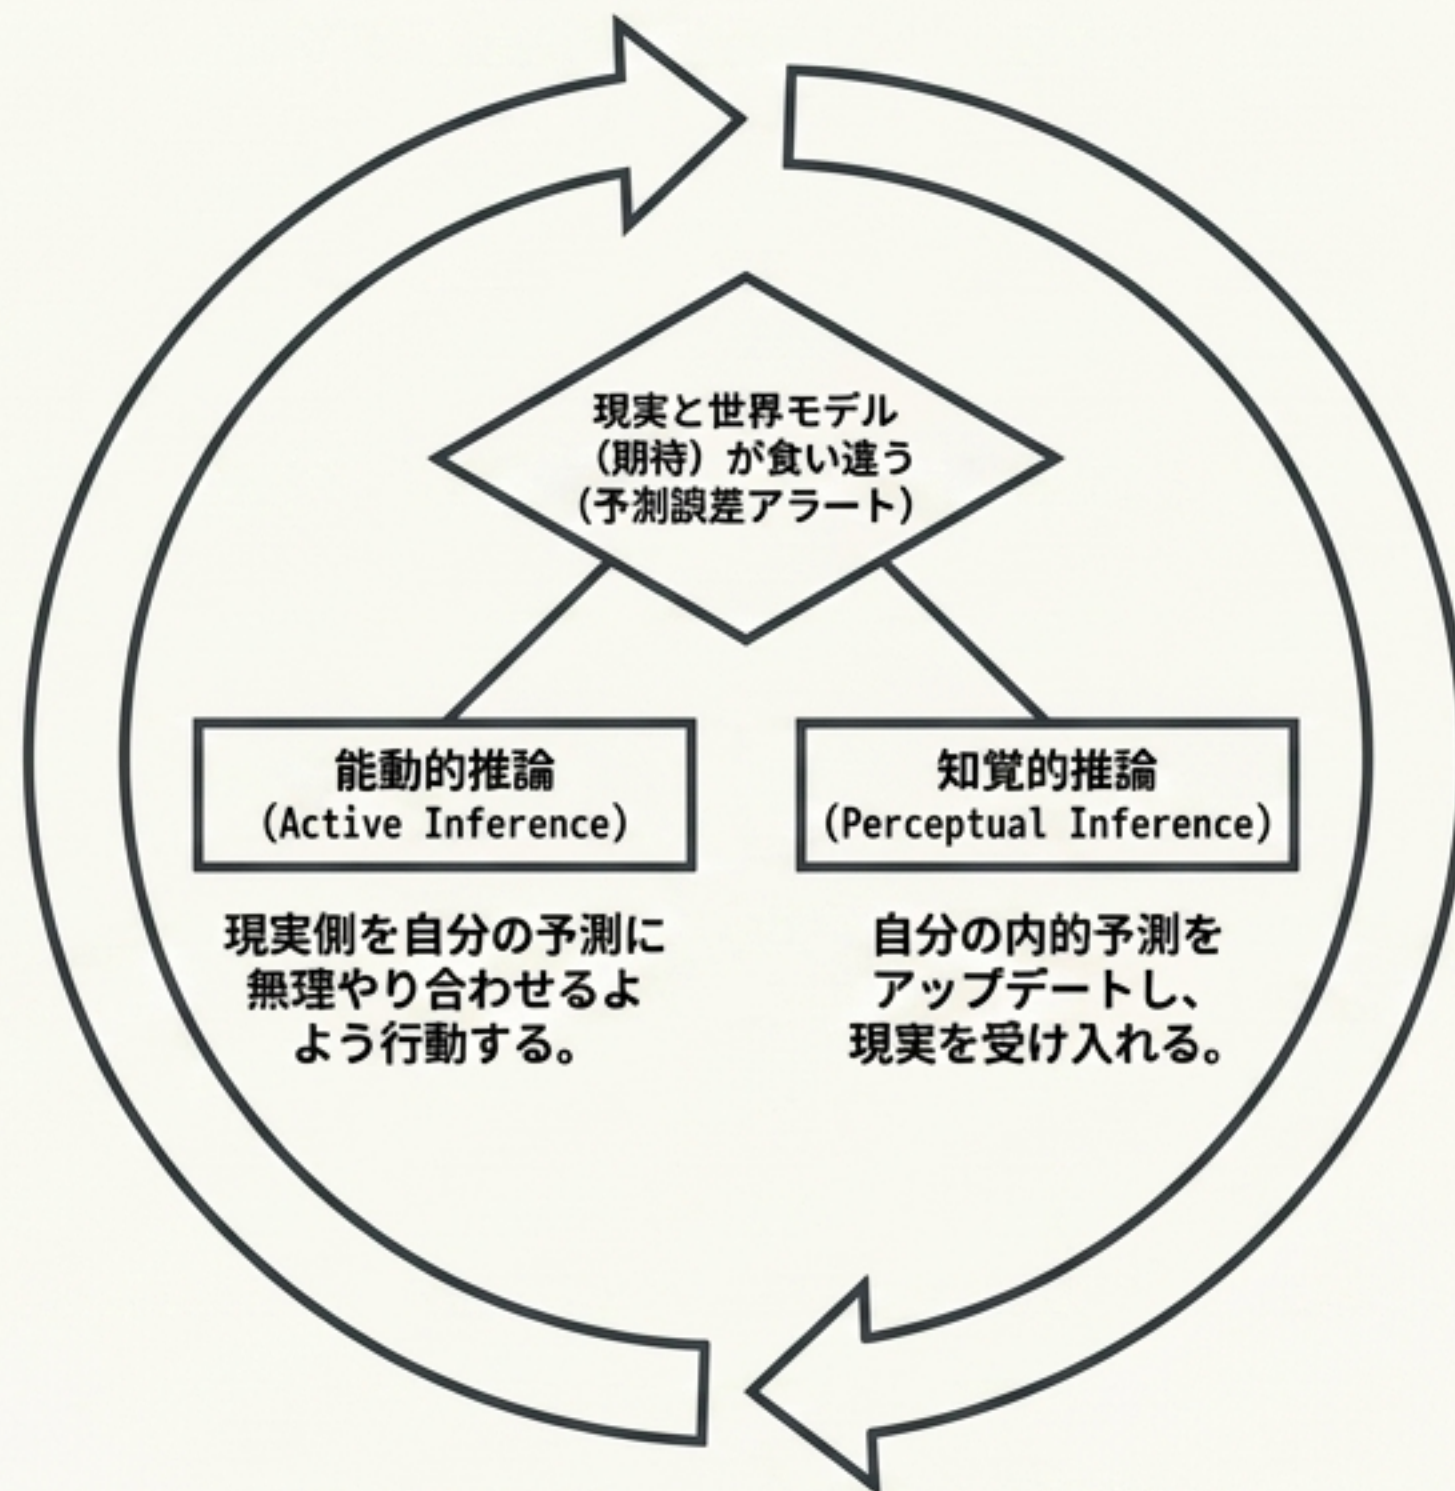 現実と世界モデル
（期待）が食い違う
（予測誤差アラート）
能動的推論
（Active Inference）
知覚的推論
（Perceptual Inference）
現実側を自分の予測に
無理やり合わせるよ
よう行動する。
自分の内的予測を
アップデートし、
現実を受け入れる。